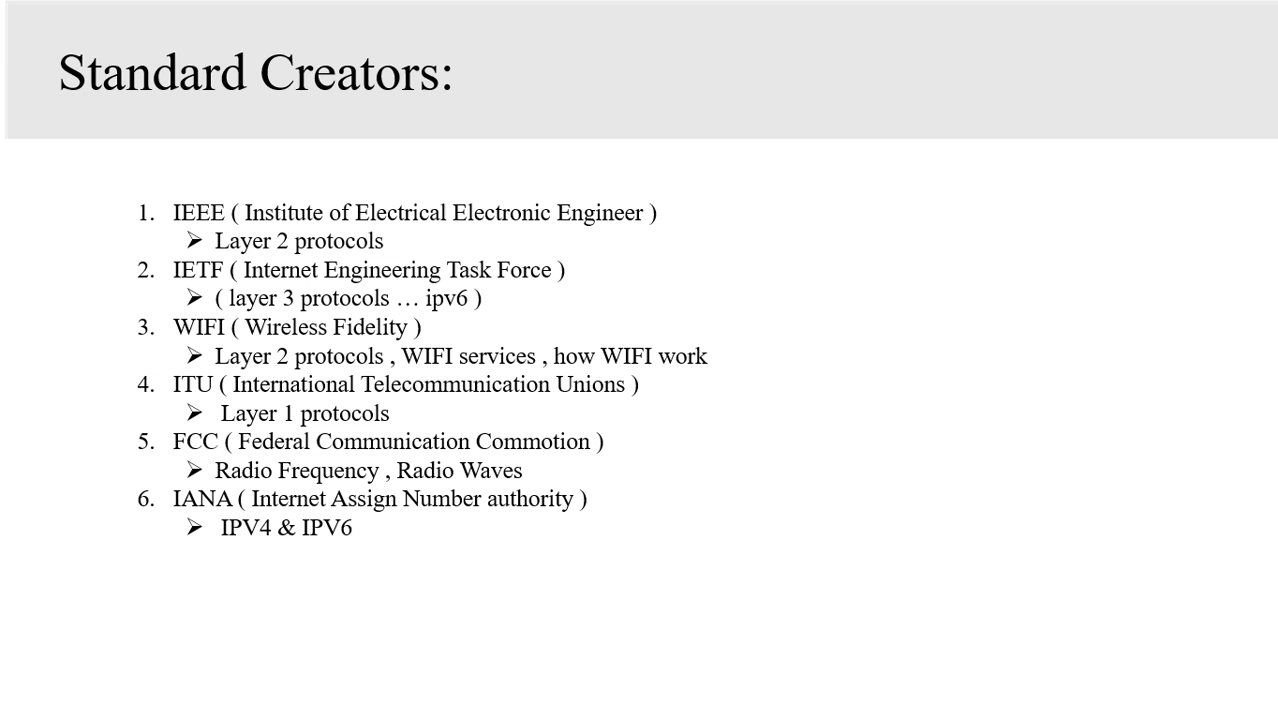 Standard Creators:
1. IEEE ( Institute of Electrical Electronic Engineer )
➢ Layer 2 protocols
2. IETF ( Internet Engineering Task Force )
➢ ( layer 3 protocols … ipv6 )
3. WIFI ( Wireless Fidelity )
➢ Layer 2 protocols , WIFI services , how WIFI work
4. ITU ( International Telecommunication Unions )
➢ Layer 1 protocols
5. FCC ( Federal Communication Commotion )
➢ Radio Frequency , Radio Waves
6. IANA ( Internet Assign Number authority )
➢ IPV4 & IPV6